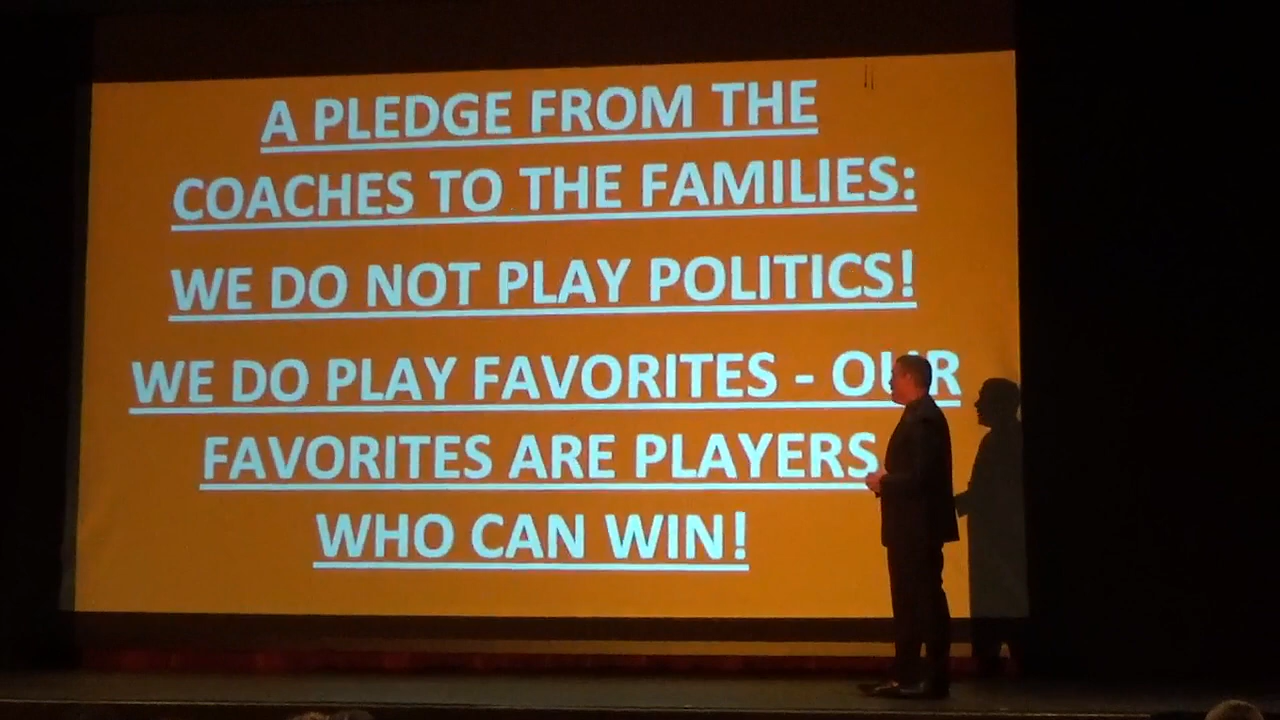 A PLEDGE FROM THE
COACHES TO THE FAMILIES:
WE DO NOT PLAY POLITICS!
WE DO PLAY FAVORITES - OUR
FAVORITES ARE PLAYERS
WHO CAN WIN!